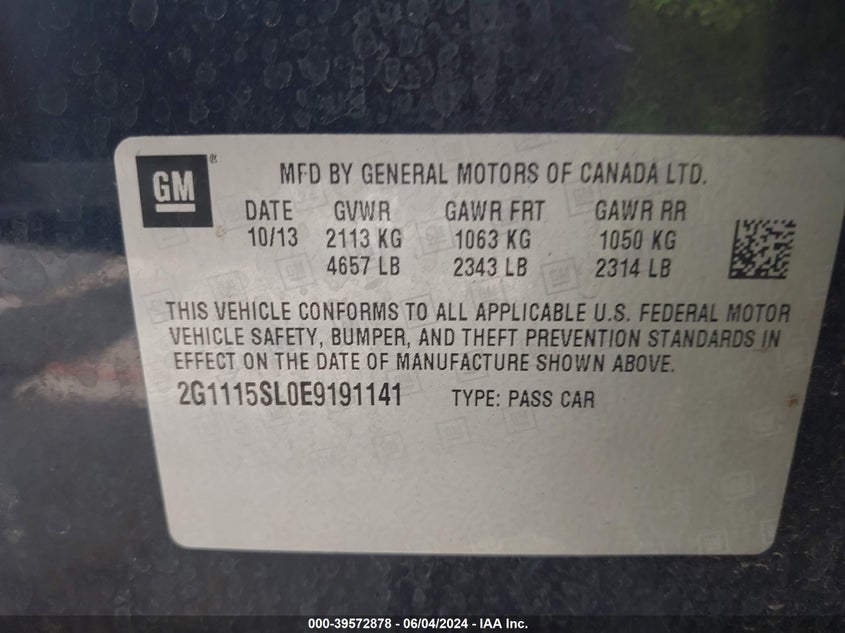 GM® MFD BY GENERAL MOTORS OF CANADA LTD.
DATE GVWR GAWR FRT GAWR RR
10/13 2113 KG 1063 KG 1050 KG
4657 LB 2343 LB 2314 LB
THIS VEHICLE CONFORMS TO ALL APPLICABLE U.S. FEDERAL MOTOR
VEHICLE SAFETY, BUMPER, AND THEFT PREVENTION STANDARDS IN
EFFECT ON THE DATE OF MANUFACTURE SHOWN ABOVE.
2G1115SL0E9191141 TYPE: PASS CAR
000-39572878 - 06/04/2024 - IAA Inc.